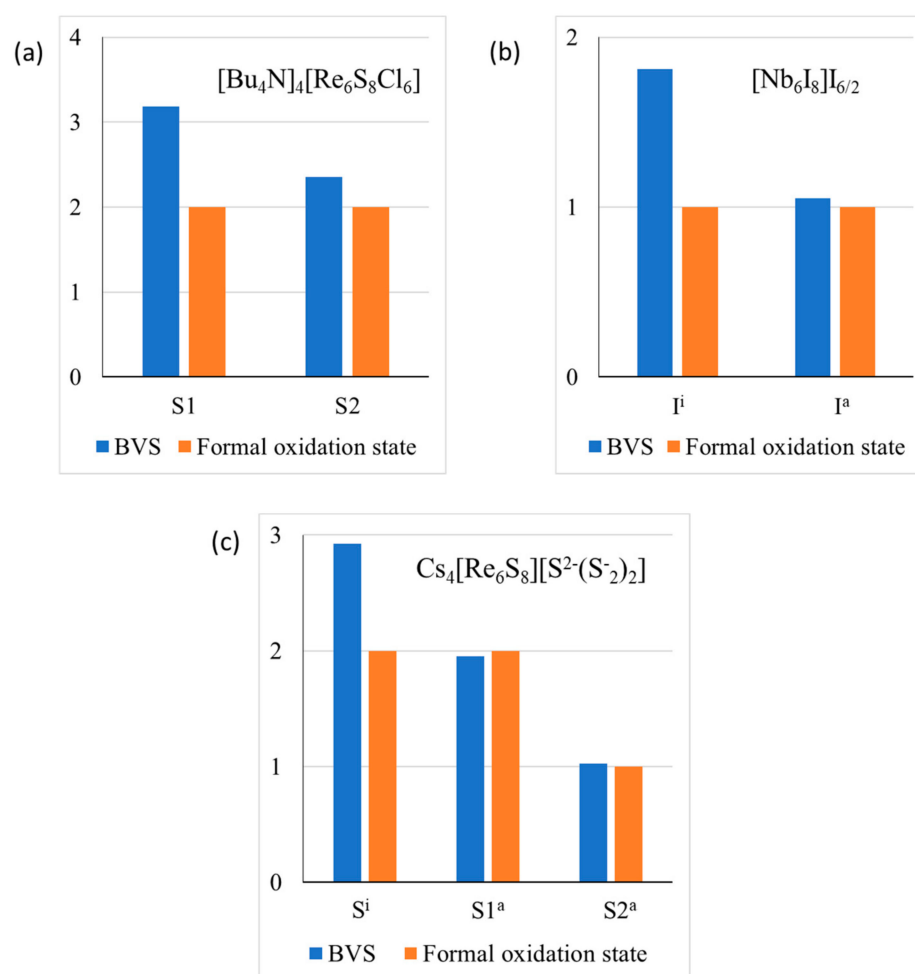 (a)
[Bu₄N]₄[Re₆S₈Cl₆]
4
3
2
1
0
S1 S2
BVS Formal oxidation state
(b)
[Nb₆I₈]I₆/₂
2
1
0
Iⁱ Iᵃ
BVS Formal oxidation state
(c)
Cs₄[Re₆S₈][S²⁻(S⁻₂)₂]
3
2
1
0
Sⁱ S1ᵃ S2ᵃ
BVS Formal oxidation state